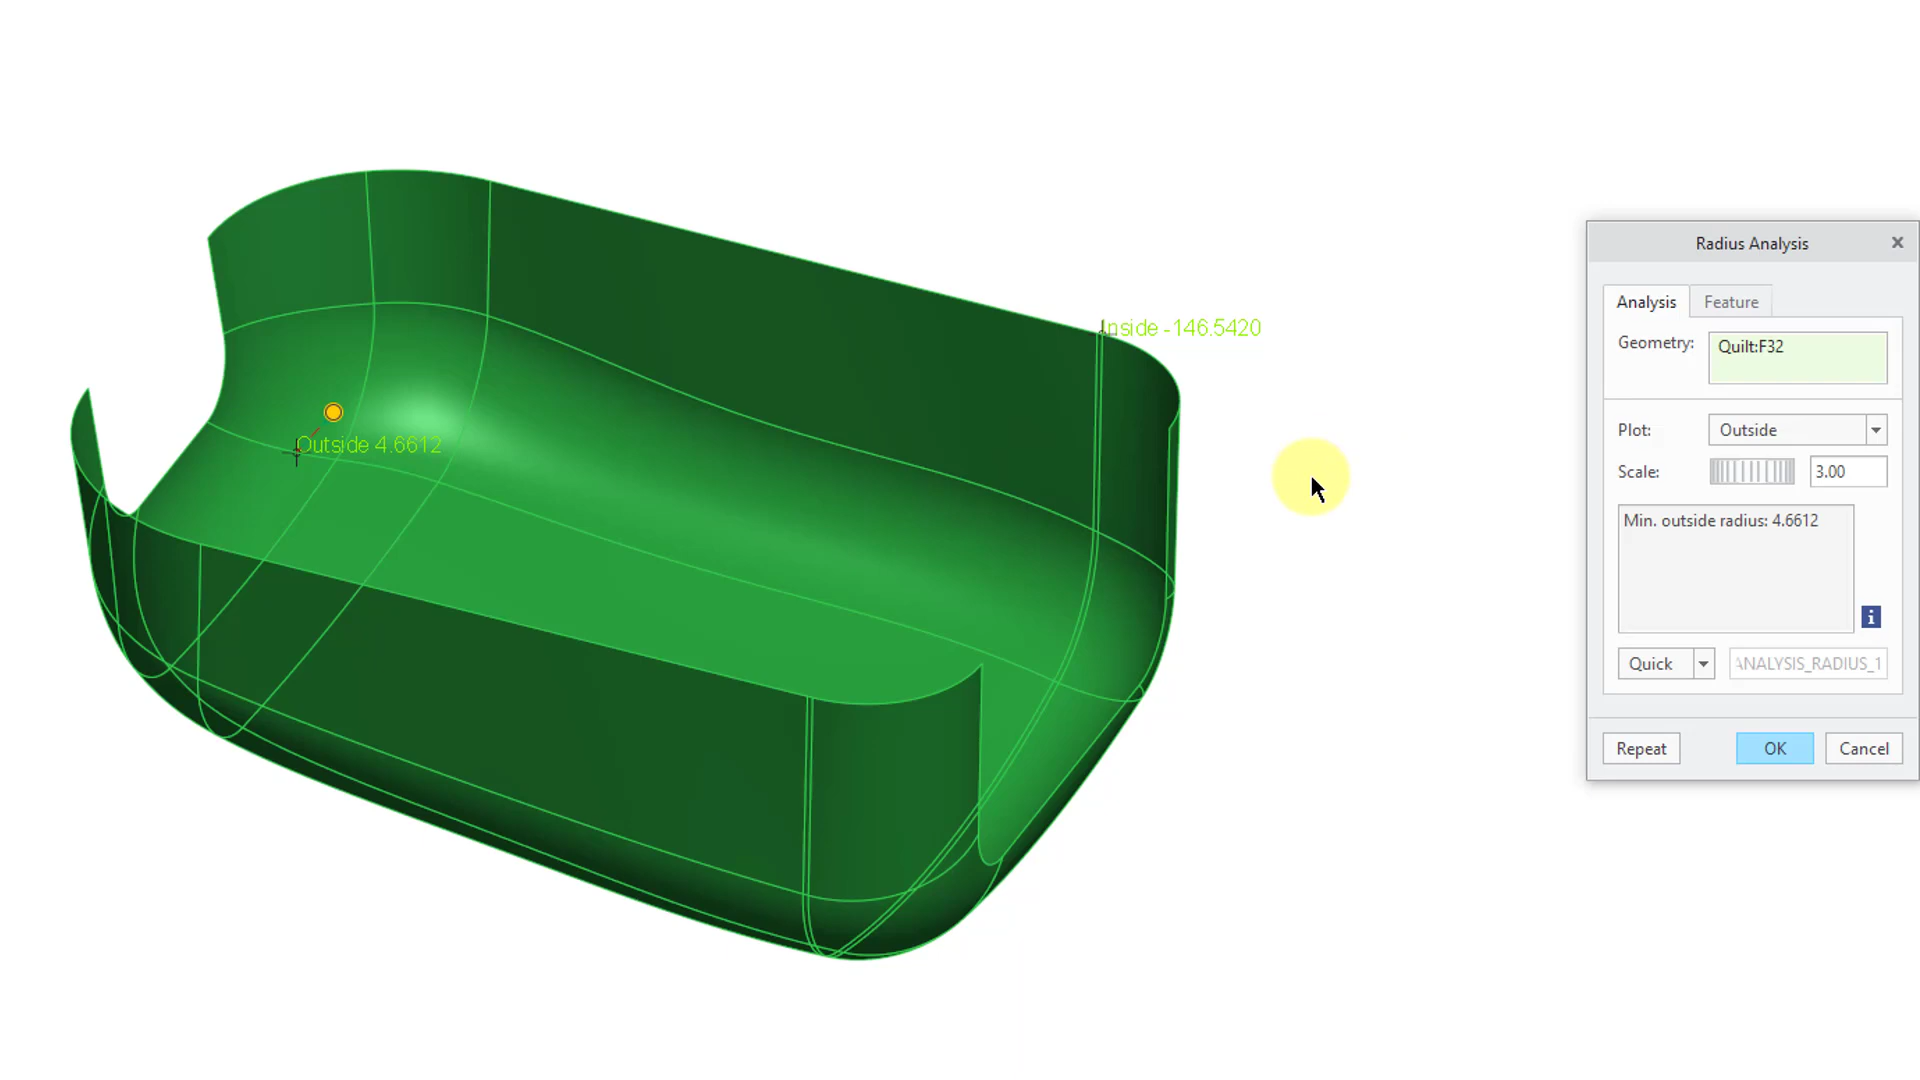 Inside -146.5420
Outside 4.6612
Radius Analysis
Analysis
Feature
Geometry:
Quilt:F32
Plot:
Outside
Scale:
3.00
Min. outside radius: 4.6612
Quick
ANALYSIS_RADIUS_1
Repeat
OK
Cancel